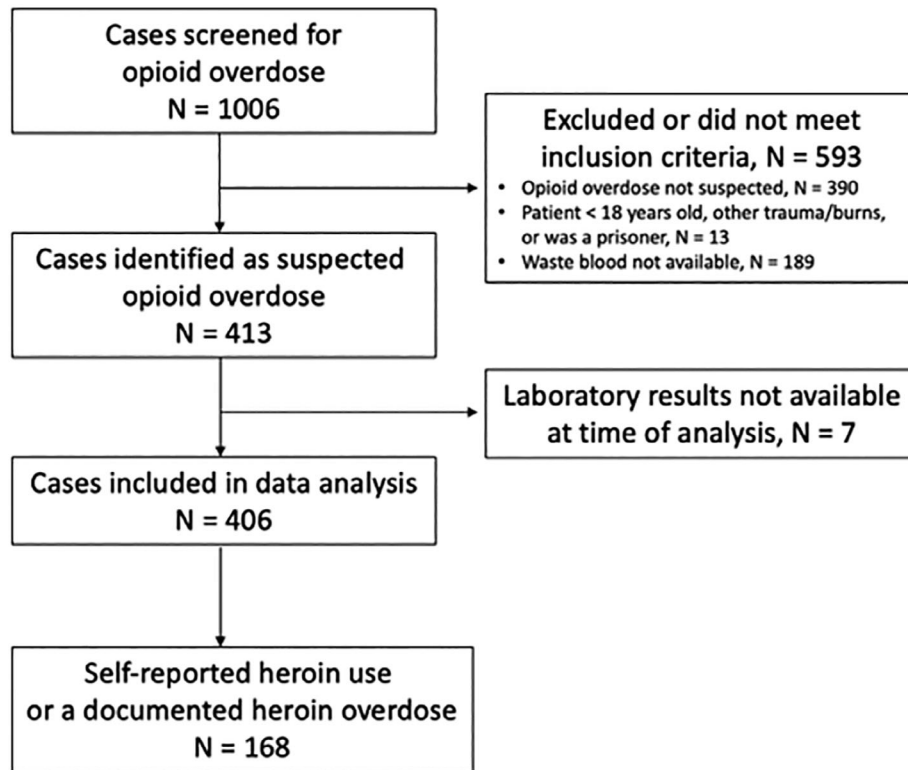 Cases screened for
opioid overdose
N = 1006
Excluded or did not meet
inclusion criteria, N = 593
• Opioid overdose not suspected, N = 390
• Patient < 18 years old, other trauma/burns,
or was a prisoner, N = 13
• Waste blood not available, N = 189
Cases identified as suspected
opioid overdose
N = 413
Laboratory results not available
at time of analysis, N = 7
Cases included in data analysis
N = 406
Self-reported heroin use
or a documented heroin overdose
N = 168